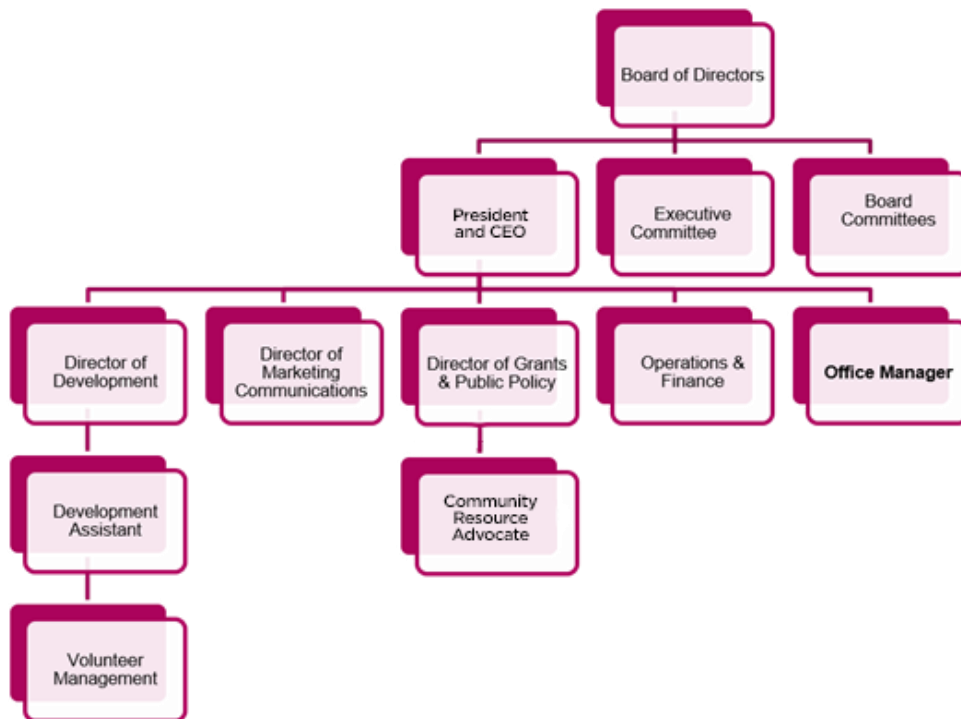 Board of Directors
President
and CEO
Executive
Committee
Board
Committees
Director of
Development
Director of
Marketing
Communications
Director of Grants
& Public Policy
Operations &
Finance
Office Manager
Development
Assistant
Community
Resource
Advocate
Volunteer
Management